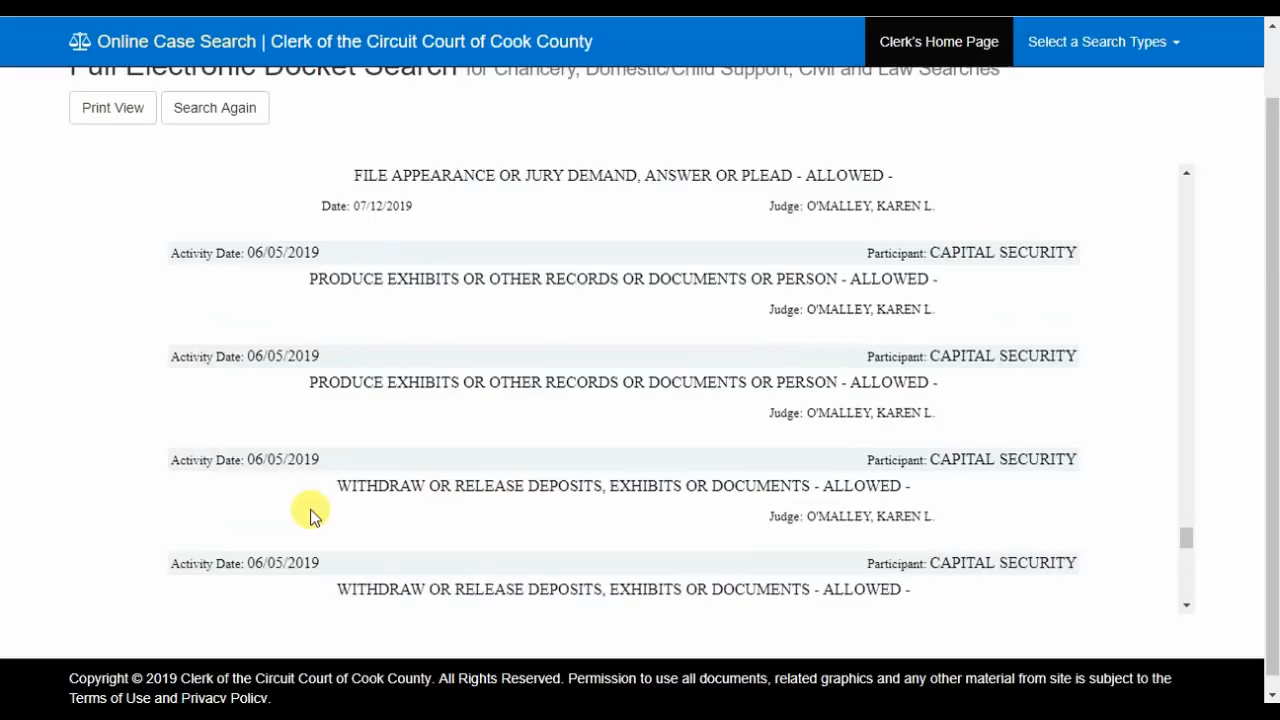 Online Case Search | Clerk of the Circuit Court of Cook County Clerk's Home Page Select a Search Types
Full Electronic Docket Search for Chancery, Domestic/Child Support, Civil and Law Searches
Print View Search Again
FILE APPEARANCE OR JURY DEMAND, ANSWER OR PLEAD - ALLOWED -
Date: 07/12/2019 Judge: O'MALLEY, KAREN L.
Activity Date: 06/05/2019 Participant: CAPITAL SECURITY
PRODUCE EXHIBITS OR OTHER RECORDS OR DOCUMENTS OR PERSON - ALLOWED -
Judge: O'MALLEY, KAREN L.
Activity Date: 06/05/2019 Participant: CAPITAL SECURITY
PRODUCE EXHIBITS OR OTHER RECORDS OR DOCUMENTS OR PERSON - ALLOWED -
Judge: O'MALLEY, KAREN L.
Activity Date: 06/05/2019 Participant: CAPITAL SECURITY
WITHDRAW OR RELEASE DEPOSITS, EXHIBITS OR DOCUMENTS - ALLOWED -
Judge: O'MALLEY, KAREN L.
Activity Date: 06/05/2019 Participant: CAPITAL SECURITY
WITHDRAW OR RELEASE DEPOSITS, EXHIBITS OR DOCUMENTS - ALLOWED -
Copyright © 2019 Clerk of the Circuit Court of Cook County. All Rights Reserved. Permission to use all documents, related graphics and any other material from site is subject to the
Terms of Use and Privacy Policy.